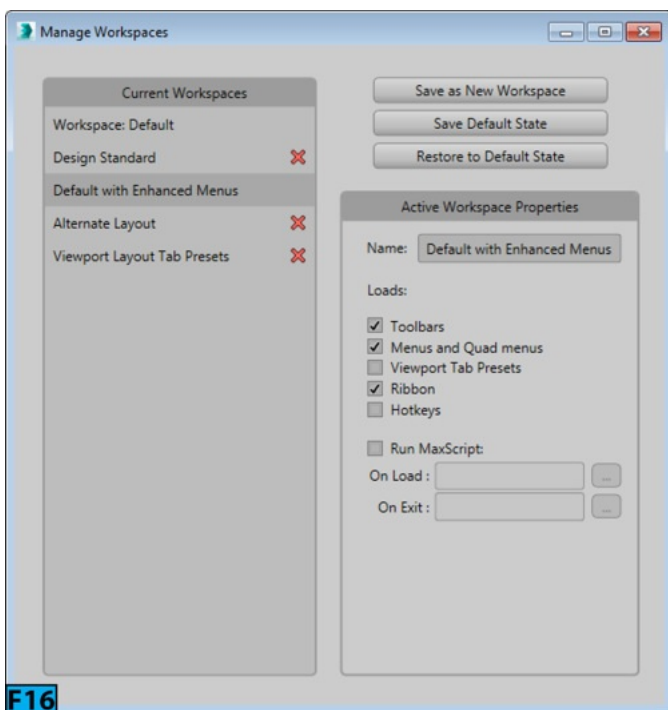 Manage Workspaces
Current Workspaces
Workspace: Default
Design Standard
Default with Enhanced Menus
Alternate Layout
Viewport Layout Tab Presets
Save as New Workspace
Save Default State
Restore to Default State
Active Workspace Properties
Name: Default with Enhanced Menus
Loads:
Toolbars
Menus and Quad menus
Viewport Tab Presets
Ribbon
Hotkeys
Run MaxScript:
On Load : ...
On Exit : ...
F16